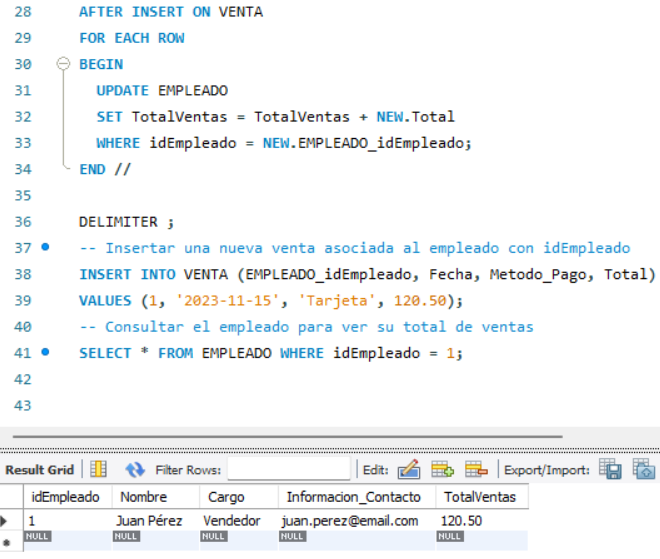 28 AFTER INSERT ON VENTA
29 FOR EACH ROW
30 BEGIN
31 UPDATE EMPLEADO
32 SET TotalVentas = TotalVentas + NEW.Total
33 WHERE idEmpleado = NEW.EMPLEADO_idEmpleado;
34 END //
35
36 DELIMITER ;
37 -- Insertar una nueva venta asociada al empleado con idEmpleado
38 INSERT INTO VENTA (EMPLEADO_idEmpleado, Fecha, Metodo_Pago, Total)
39 VALUES (1, '2023-11-15', 'Tarjeta', 120.50);
40 -- Consultar el empleado para ver su total de ventas
41 SELECT * FROM EMPLEADO WHERE idEmpleado = 1;
42
43
Result Grid Filter Rows: Edit: Export/Import:
idEmpleado Nombre Cargo Informacion_Contacto TotalVentas
1 Juan Pérez Vendedor juan.perez@email.com 120.50
NULL NULL NULL NULL NULL